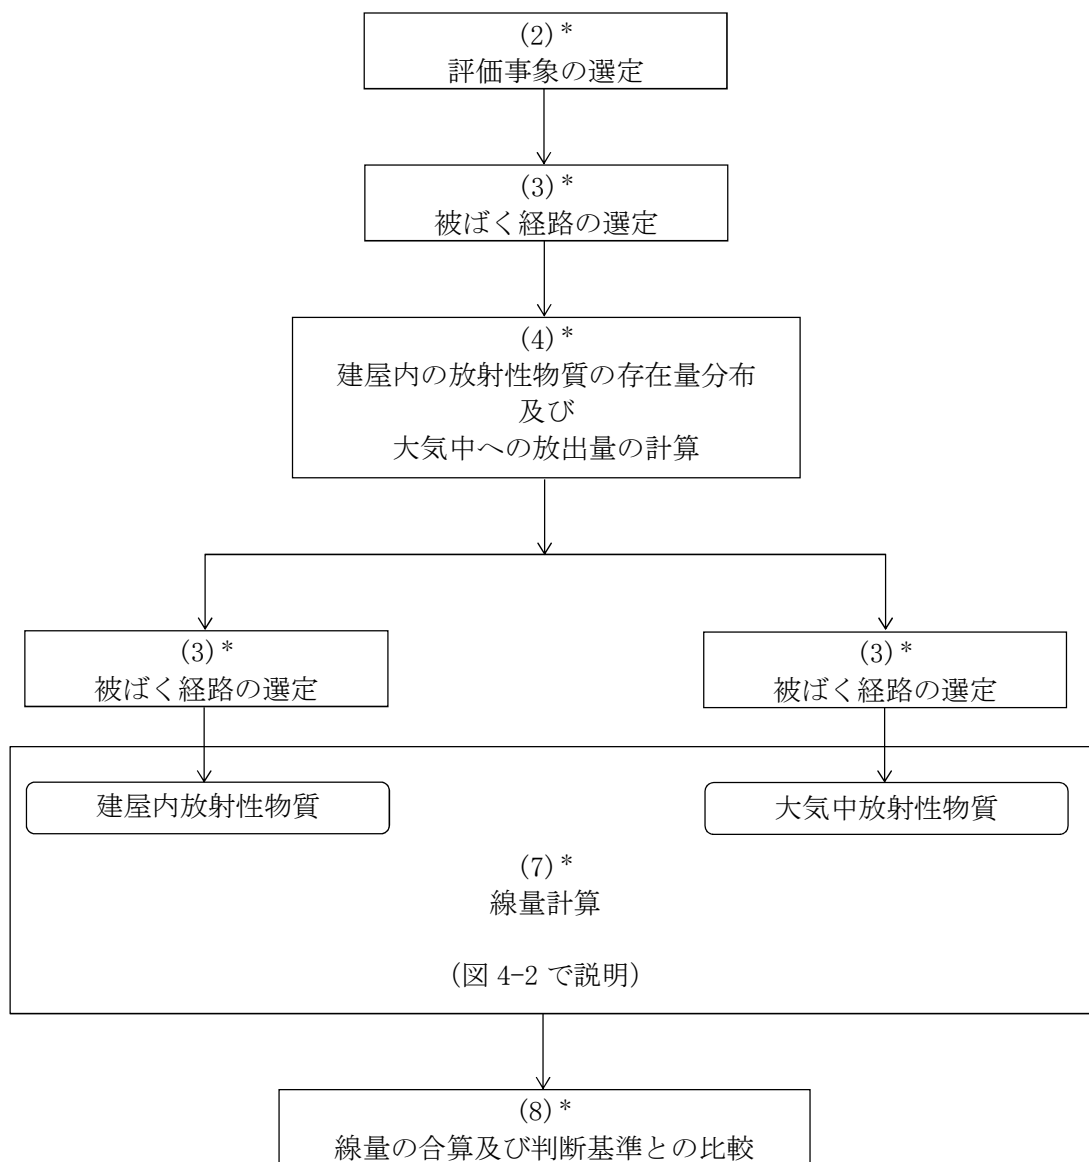 (2)*
評価事象の選定
(3)*
被ばく経路の選定
(4)*
建屋内の放射性物質の存在量分布
及び
大気中への放出量の計算
(3)*
被ばく経路の選定
(3)*
被ばく経路の選定
建屋内放射性物質
大気中放射性物質
(7)*
線量計算
(図 4-2 で説明)
(8)*
線量の合算及び判断基準との比較